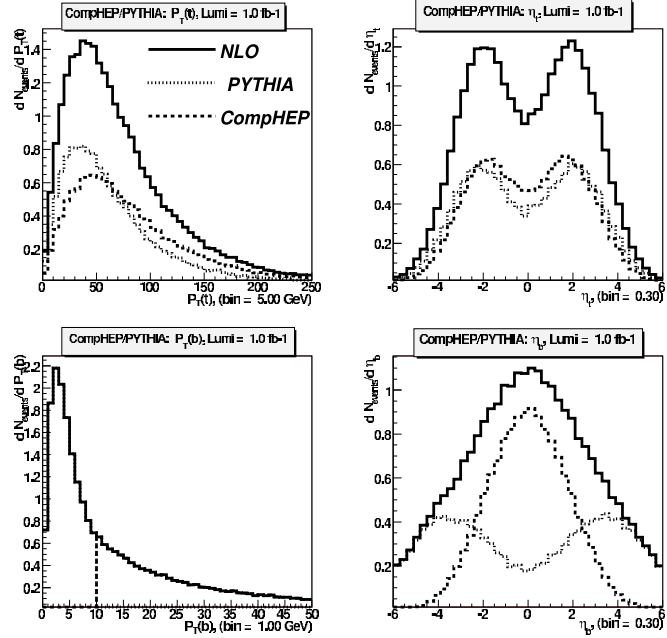 CompHEP/PYTHIA: P_T(t), Lumi = 1.0 fb-1
d N_events/d P_T(t)
NLO
PYTHIA
CompHEP
1.4
1.2
1
0.8
0.6
0.4
0.2
0 50 100 150 200 250
P_T(t), (bin = 5.00 GeV)
CompHEP/PYTHIA: η_t, Lumi = 1.0 fb-1
d N_events/d η_t
1.2
1
0.8
0.6
0.4
0.2
-6 -4 -2 0 2 4 6
η_t, (bin = 0.30)
CompHEP/PYTHIA: P_T(b), Lumi = 1.0 fb-1
d N_events/d P_T(b)
2.2
2
1.8
1.6
1.4
1.2
1
0.8
0.6
0.4
0.2
0 5 10 15 20 25 30 35 40 45 50
P_T(b), (bin = 1.00 GeV)
CompHEP/PYTHIA: η_b, Lumi = 1.0 fb-1
d N_events/d η_b
1
0.8
0.6
0.4
0.2
-6 -4 -2 0 2 4 6
η_b, (bin = 0.30)